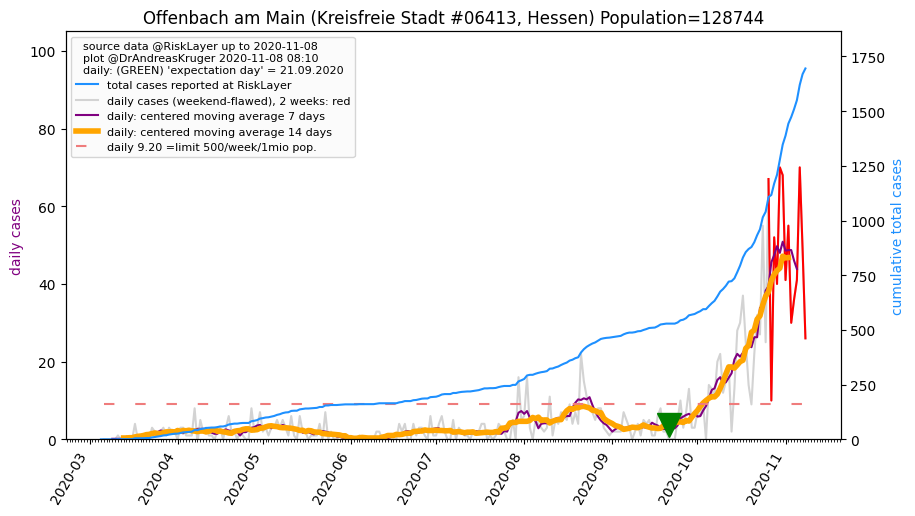 Offenbach am Main (Kreisfreie Stadt #06413, Hessen) Population=128744
source data @RiskLayer up to 2020-11-08
plot @DrAndreasKruger 2020-11-08 08:10
daily: (GREEN) 'expectation day' = 21.09.2020
total cases reported at RiskLayer
daily cases (weekend-flawed), 2 weeks: red
daily: centered moving average 7 days
daily: centered moving average 14 days
daily 9.20 =limit 500/week/1mio pop.
daily cases
100
80
60
40
20
0
cumulative total cases
1750
1500
1250
1000
750
500
250
0
2020-03
2020-04
2020-05
2020-06
2020-07
2020-08
2020-09
2020-10
2020-11